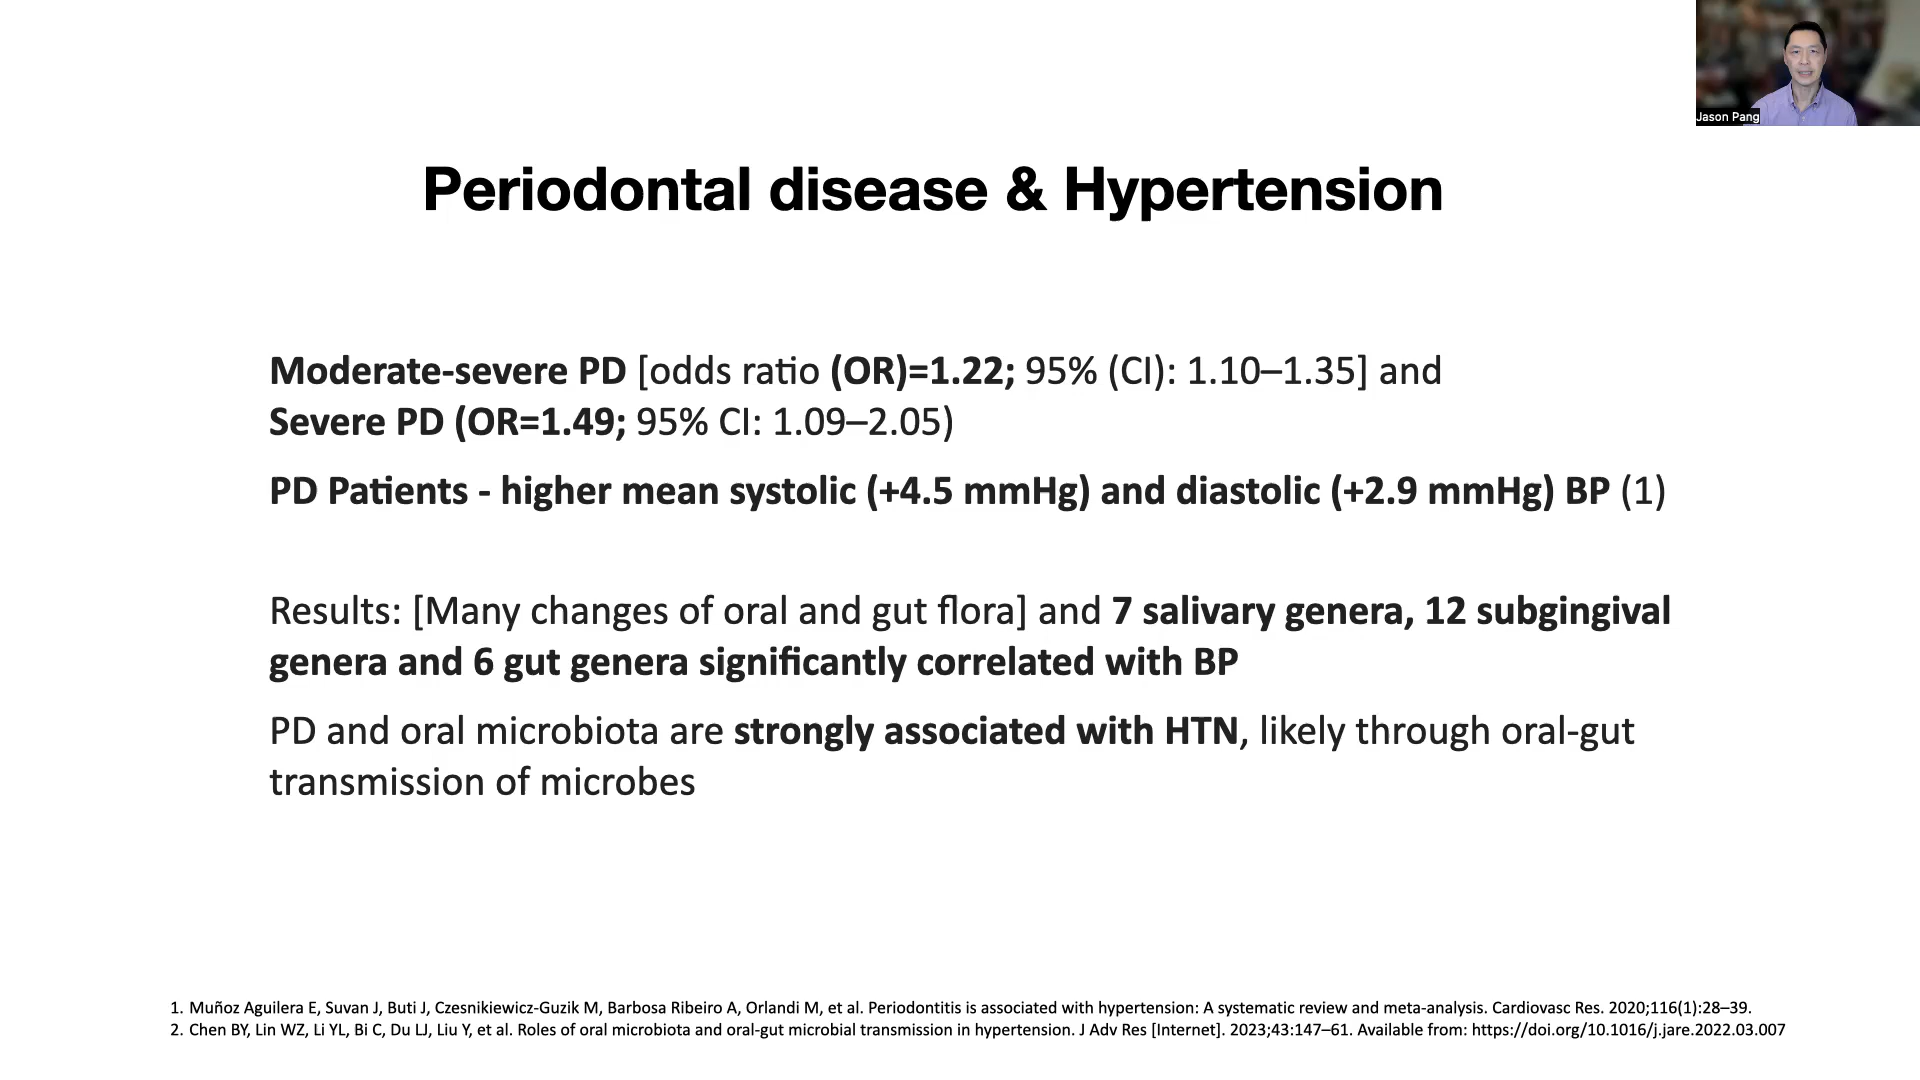 Jason Pang
Periodontal disease & Hypertension
Moderate-severe PD [odds ratio (OR)=1.22; 95% (CI): 1.10–1.35] and
Severe PD (OR=1.49; 95% CI: 1.09–2.05)
PD Patients - higher mean systolic (+4.5 mmHg) and diastolic (+2.9 mmHg) BP (1)
Results: [Many changes of oral and gut flora] and 7 salivary genera, 12 subgingival
genera and 6 gut genera significantly correlated with BP
PD and oral microbiota are strongly associated with HTN, likely through oral-gut
transmission of microbes
1. Muñoz Aguilera E, Suvan J, Buti J, Czesnikiewicz-Guzik M, Barbosa Ribeiro A, Orlandi M, et al. Periodontitis is associated with hypertension: A systematic review and meta-analysis. Cardiovasc Res. 2020;116(1):28–39.
2. Chen BY, Lin WZ, Li YL, Bi C, Du LJ, Liu Y, et al. Roles of oral microbiota and oral-gut microbial transmission in hypertension. J Adv Res [Internet]. 2023;43:147–61. Available from: https://doi.org/10.1016/j.jare.2022.03.007